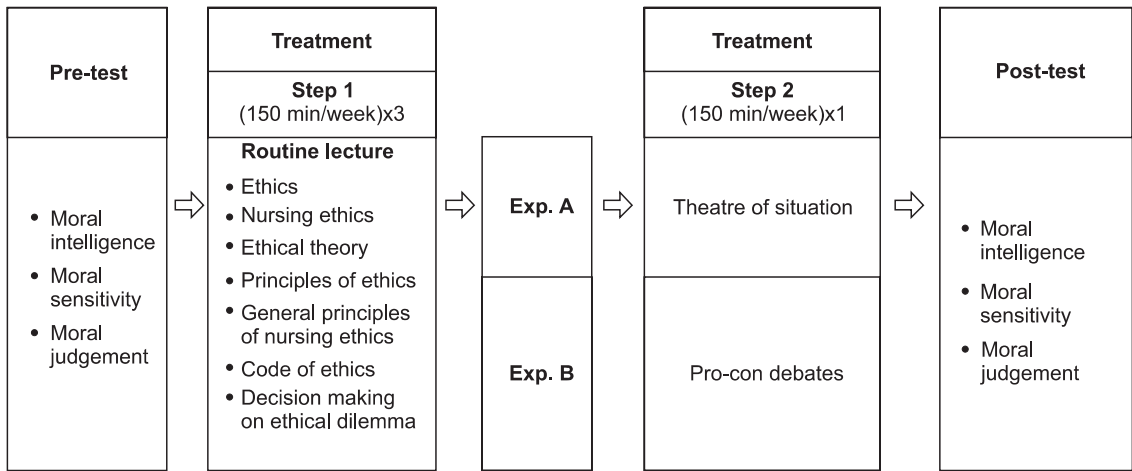 Pre-test
• Moral
intelligence
• Moral
sensitivity
• Moral
judgement
Treatment
Step 1
(150 min/week)x3
Routine lecture
• Ethics
• Nursing ethics
• Ethical theory
• Principles of ethics
• General principles
of nursing ethics
• Code of ethics
• Decision making
on ethical dilemma
Exp. A
Exp. B
Treatment
Step 2
(150 min/week)x1
Theatre of situation
Pro-con debates
Post-test
• Moral
intelligence
• Moral
sensitivity
• Moral
judgement